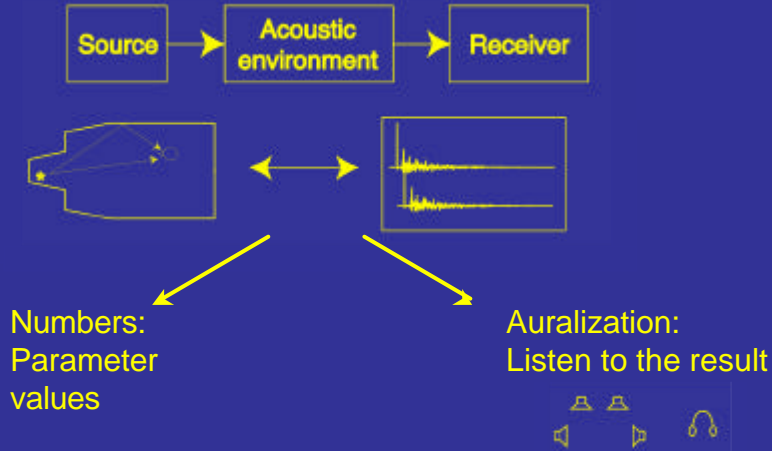 Source
Acoustic
environment
Receiver
Numbers:
Parameter
values
Auralization:
Listen to the result